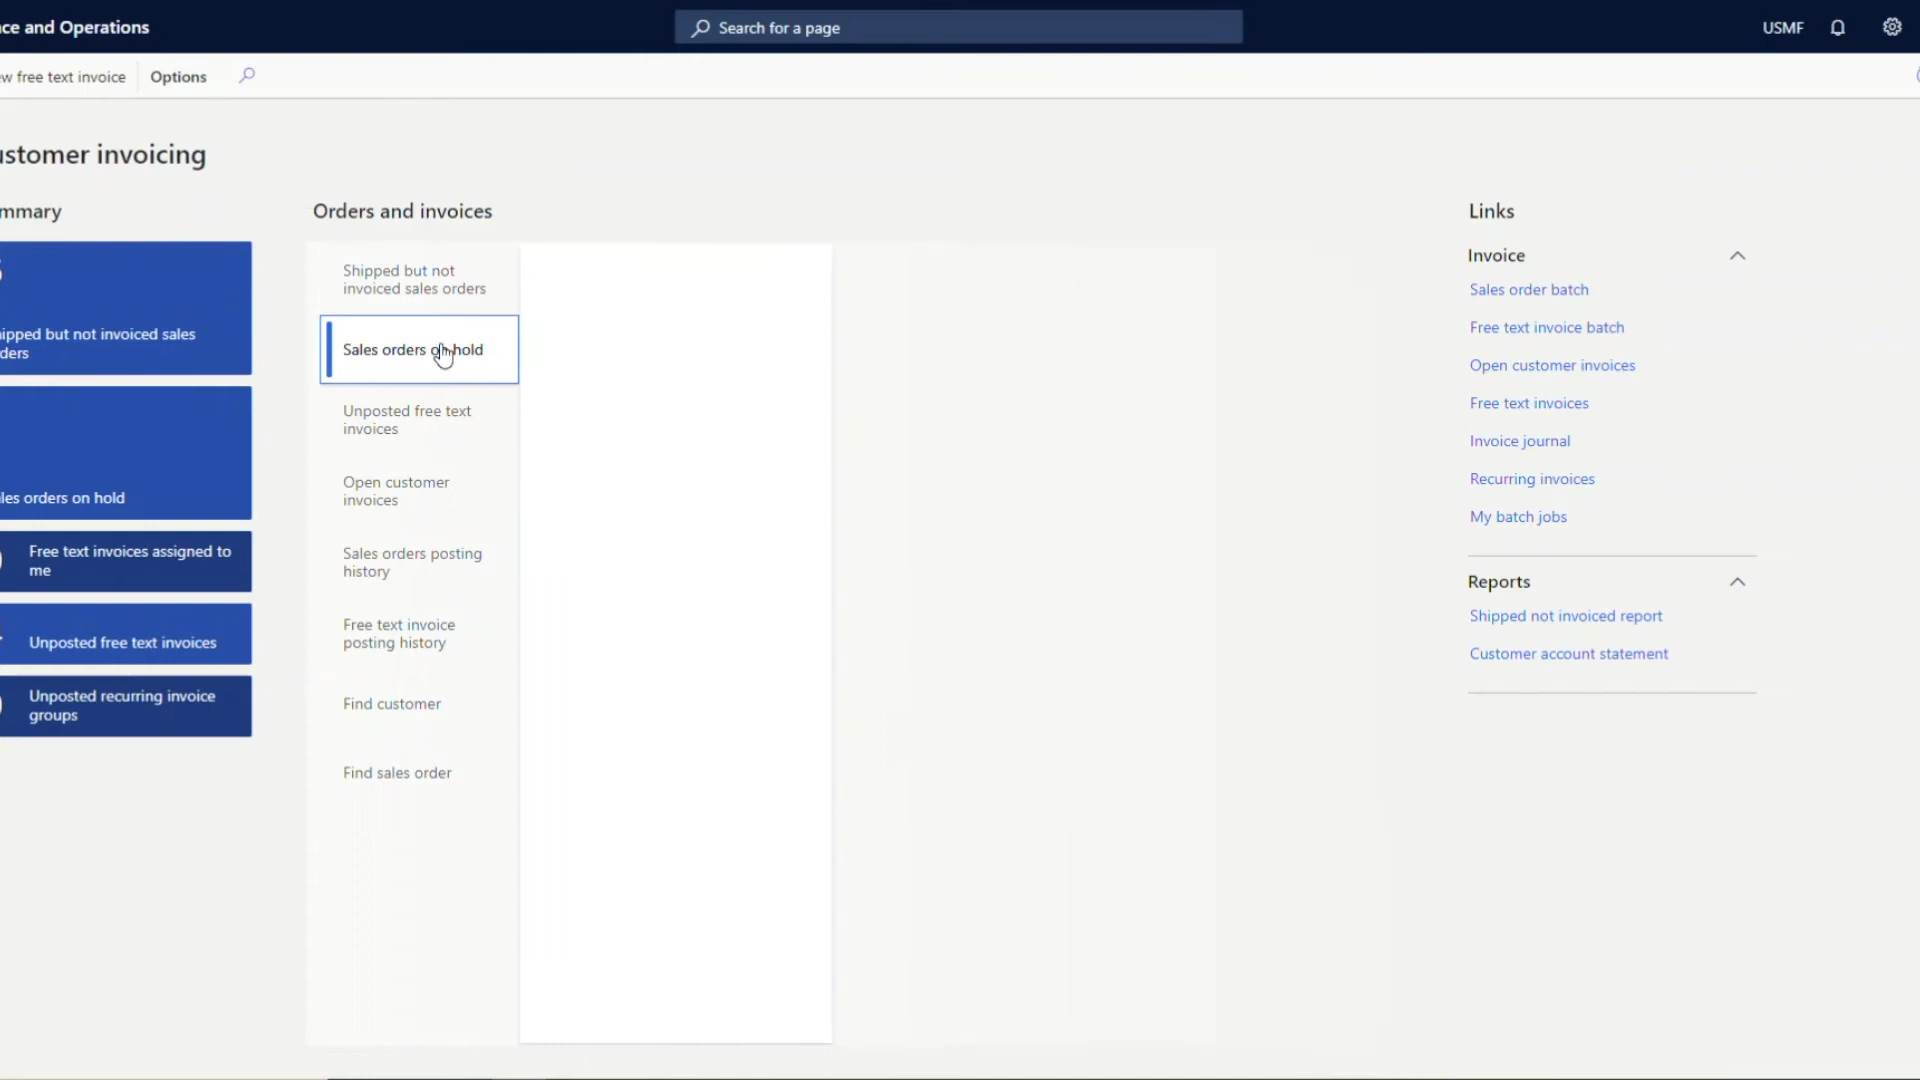 ce and Operations
Search for a page
USMF
w free text invoice
Options
ustomer invoicing
mmary
ipped but not invoiced sales
ders
les orders on hold
Free text invoices assigned to
me
Unposted free text invoices
Unposted recurring invoice
groups
Orders and invoices
Shipped but not
invoiced sales orders
Sales orders on hold
Unposted free text
invoices
Open customer
invoices
Sales orders posting
history
Free text invoice
posting history
Find customer
Find sales order
Links
Invoice
Sales order batch
Free text invoice batch
Open customer invoices
Free text invoices
Invoice journal
Recurring invoices
My batch jobs
Reports
Shipped not invoiced report
Customer account statement